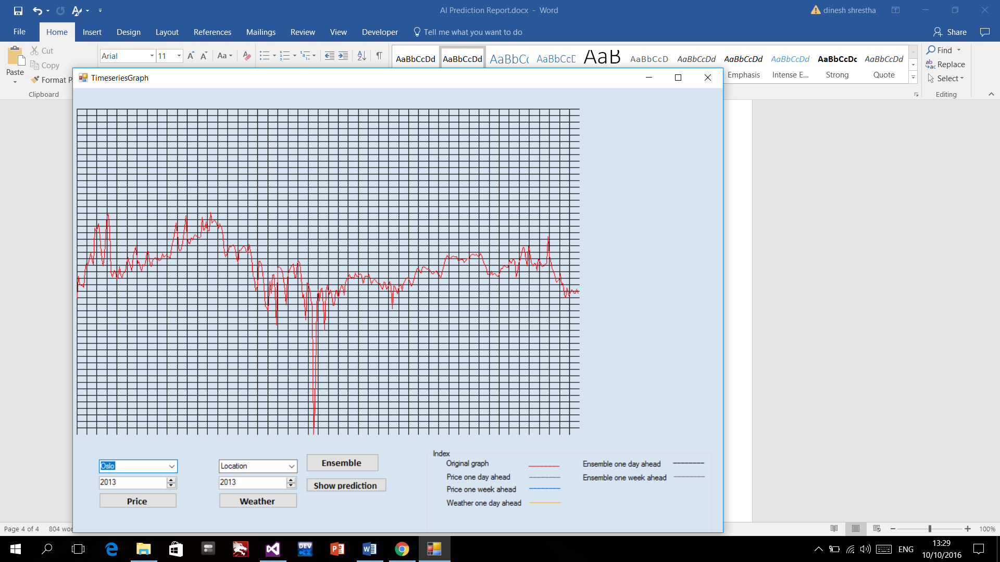 AI Prediction Report.docx - Word
dinesh shrestha
File Home Insert Design Layout References Mailings Review View Developer Tell me what you want to do Share
Paste
Cut
Copy
Format P
Clipboard
Arial 11 Aa
AaBbCcDd AaBbCcDd AaBbCc AaBbCcC AaB AaBbCcD AaBbCcDd AaBbCcDd AaBbCcDd AaBbCcDc AaBbCcDd
Emphasis Intense E... Strong Quote
Find
Replace
Select
Editing
TimeseriesGraph
Oslo
2013
Price
Location
2013
Weather
Ensemble
Show prediction
Index
Original graph
Price one day ahead
Price one week ahead
Weather one day ahead
Ensemble one day ahead
Ensemble one week ahead
Page 4 of 4 804 wor
100%
DEV C++
ENG
13:29
10/10/2016